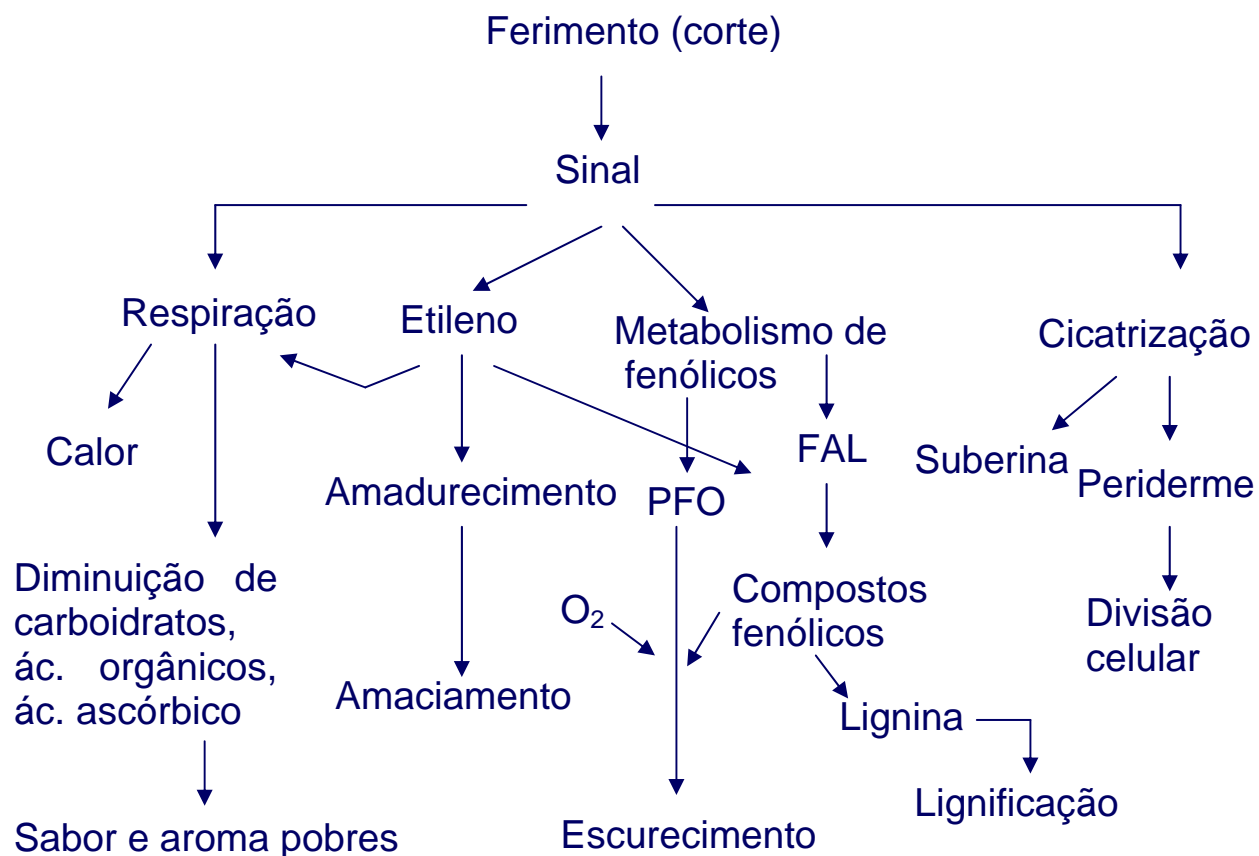 Ferimento (corte)
Sinal
Respiração
Etileno
Metabolismo de
fenólicos
Cicatrização
Calor
FAL
Suberina
Periderme
Amadurecimento
PFO
Diminuição de
carboidratos,
ác. orgânicos,
ác. ascórbico
O₂
Compostos
fenólicos
Divisão
celular
Amaciamento
Lignina
Lignificação
Sabor e aroma pobres
Escurecimento